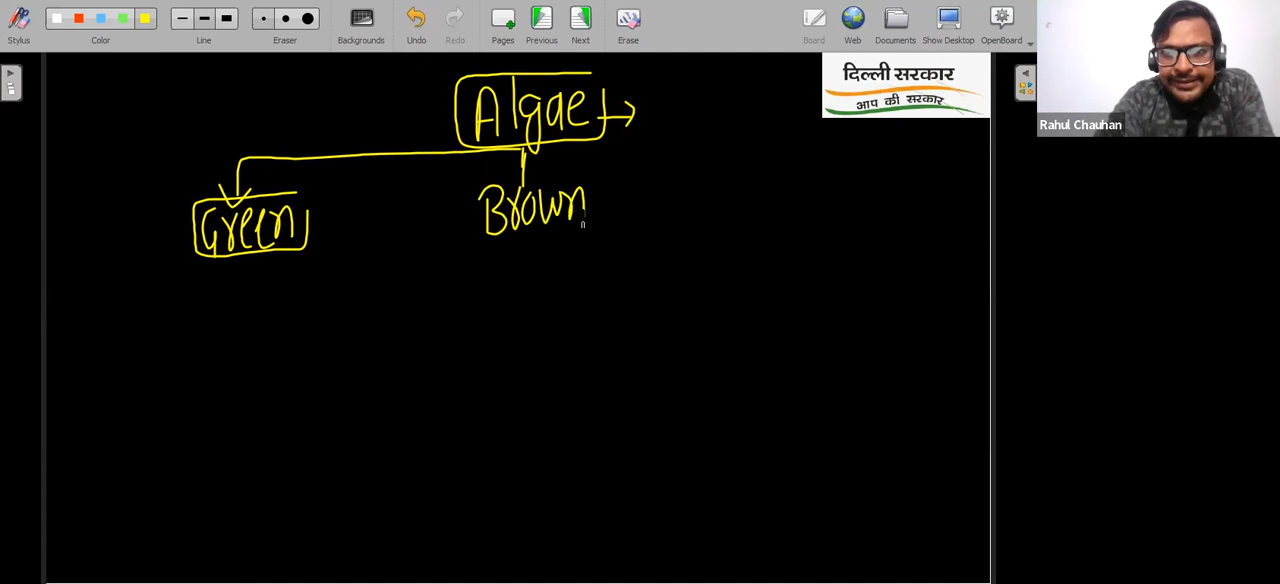 Stylus
Color
Line
Eraser
Backgrounds
Undo
Redo
Pages
Previous
Next
Erase
Board
Web
Documents
Show Desktop
OpenBoard
दिल्ली सरकार
आप की सरकार
Rahul Chauhan
Algae
Green
Brown